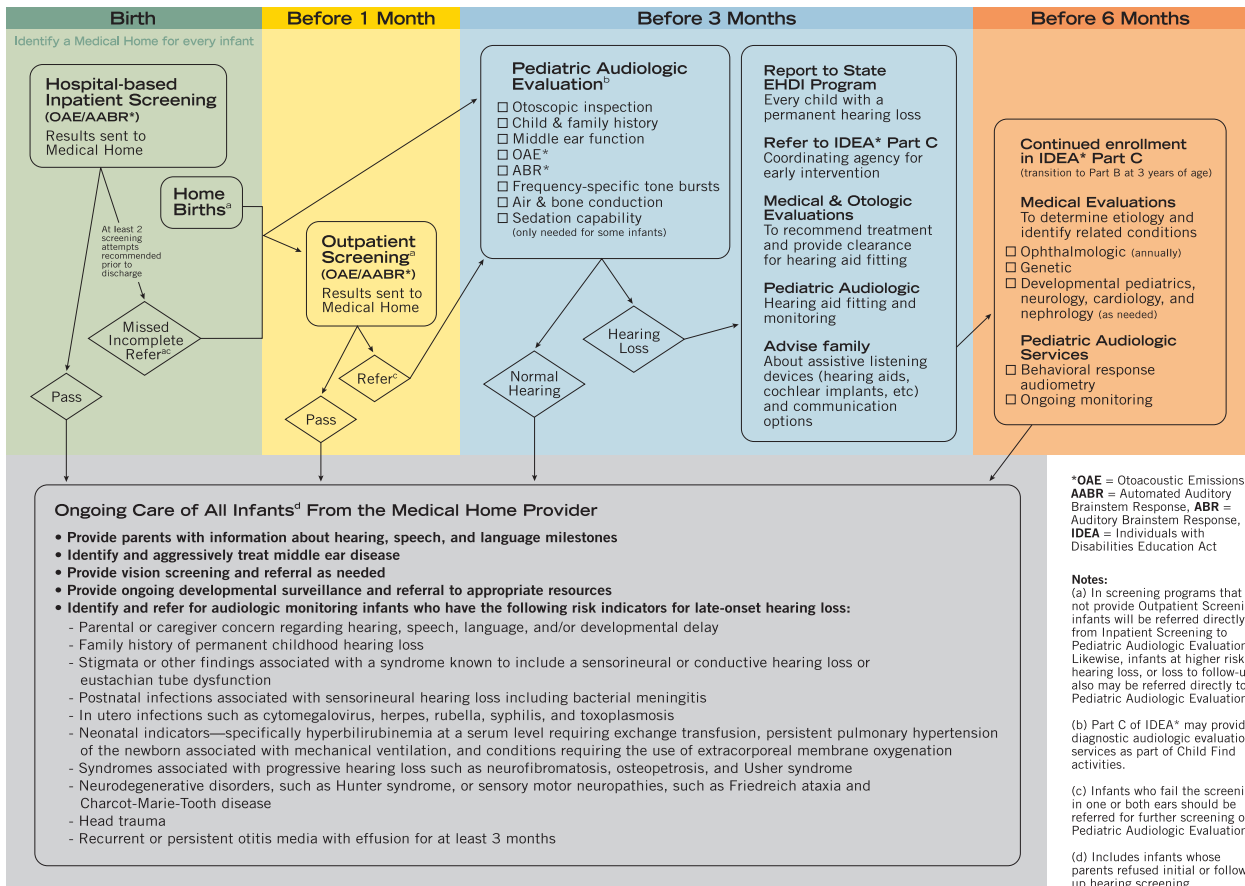 Birth
Before 1 Month
Before 3 Months
Before 6 Months
Identify a Medical Home for every infant
Hospital-based
Inpatient Screening
(OAE/AABR*)
Results sent to
Medical Home
Home
Births^a
At least 2
screening
attempts
recommended
prior to
discharge
Missed
Incomplete
Refer^ac
Pass
Outpatient
Screening^a
(OAE/AABR*)
Results sent to
Medical Home
Refer^c
Pass
Pediatric Audiologic
Evaluation^b
□ Otoscopic inspection
□ Child & family history
□ Middle ear function
□ OAE*
□ ABR*
□ Frequency-specific tone bursts
□ Air & bone conduction
□ Sedation capability
(only needed for some infants)
Hearing
Loss
Normal
Hearing
Report to State
EHDI Program
Every child with a
permanent hearing loss
Refer to IDEA* Part C
Coordinating agency for
early intervention
Medical & Otologic
Evaluations
To recommend treatment
and provide clearance
for hearing aid fitting
Pediatric Audiologic
Hearing aid fitting and
monitoring
Advise family
About assistive listening
devices (hearing aids,
cochlear implants, etc)
and communication
options
Continued enrollment
in IDEA* Part C
(transition to Part B at 3 years of age)
Medical Evaluations
To determine etiology and
identify related conditions
□ Ophthalmologic (annually)
□ Genetic
□ Developmental pediatrics,
neurology, cardiology, and
nephrology (as needed)
Pediatric Audiologic
Services
□ Behavioral response
audiometry
□ Ongoing monitoring
Ongoing Care of All Infants^d From the Medical Home Provider
• Provide parents with information about hearing, speech, and language milestones
• Identify and aggressively treat middle ear disease
• Provide vision screening and referral as needed
• Provide ongoing developmental surveillance and referral to appropriate resources
• Identify and refer for audiologic monitoring infants who have the following risk indicators for late-onset hearing loss:
- Parental or caregiver concern regarding hearing, speech, language, and/or developmental delay
- Family history of permanent childhood hearing loss
- Stigmata or other findings associated with a syndrome known to include a sensorineural or conductive hearing loss or
eustachian tube dysfunction
- Postnatal infections associated with sensorineural hearing loss including bacterial meningitis
- In utero infections such as cytomegalovirus, herpes, rubella, syphilis, and toxoplasmosis
- Neonatal indicators—specifically hyperbilirubinemia at a serum level requiring exchange transfusion, persistent pulmonary hypertension
of the newborn associated with mechanical ventilation, and conditions requiring the use of extracorporeal membrane oxygenation
- Syndromes associated with progressive hearing loss such as neurofibromatosis, osteopetrosis, and Usher syndrome
- Neurodegenerative disorders, such as Hunter syndrome, or sensory motor neuropathies, such as Friedreich ataxia and
Charcot-Marie-Tooth disease
- Head trauma
- Recurrent or persistent otitis media with effusion for at least 3 months
*OAE = Otoacoustic Emissions
AABR = Automated Auditory
Brainstem Response, ABR =
Auditory Brainstem Response,
IDEA = Individuals with
Disabilities Education Act
Notes:
(a) In screening programs that
not provide Outpatient
infants will be referred directly
from Inpatient Screening to
Pediatric Audiologic Evaluation
Likewise, infants at higher risk
hearing loss, or loss to
also may be referred directly to
Pediatric Audiologic Evaluation
(b) Part C of IDEA* may
diagnostic audiologic
services as part of Child Find
activities.
(c) Infants who fail the
in one or both ears should be
referred for further screening
Pediatric Audiologic Evaluation
(d) Includes infants whose
parents refused initial or
up hearing screening